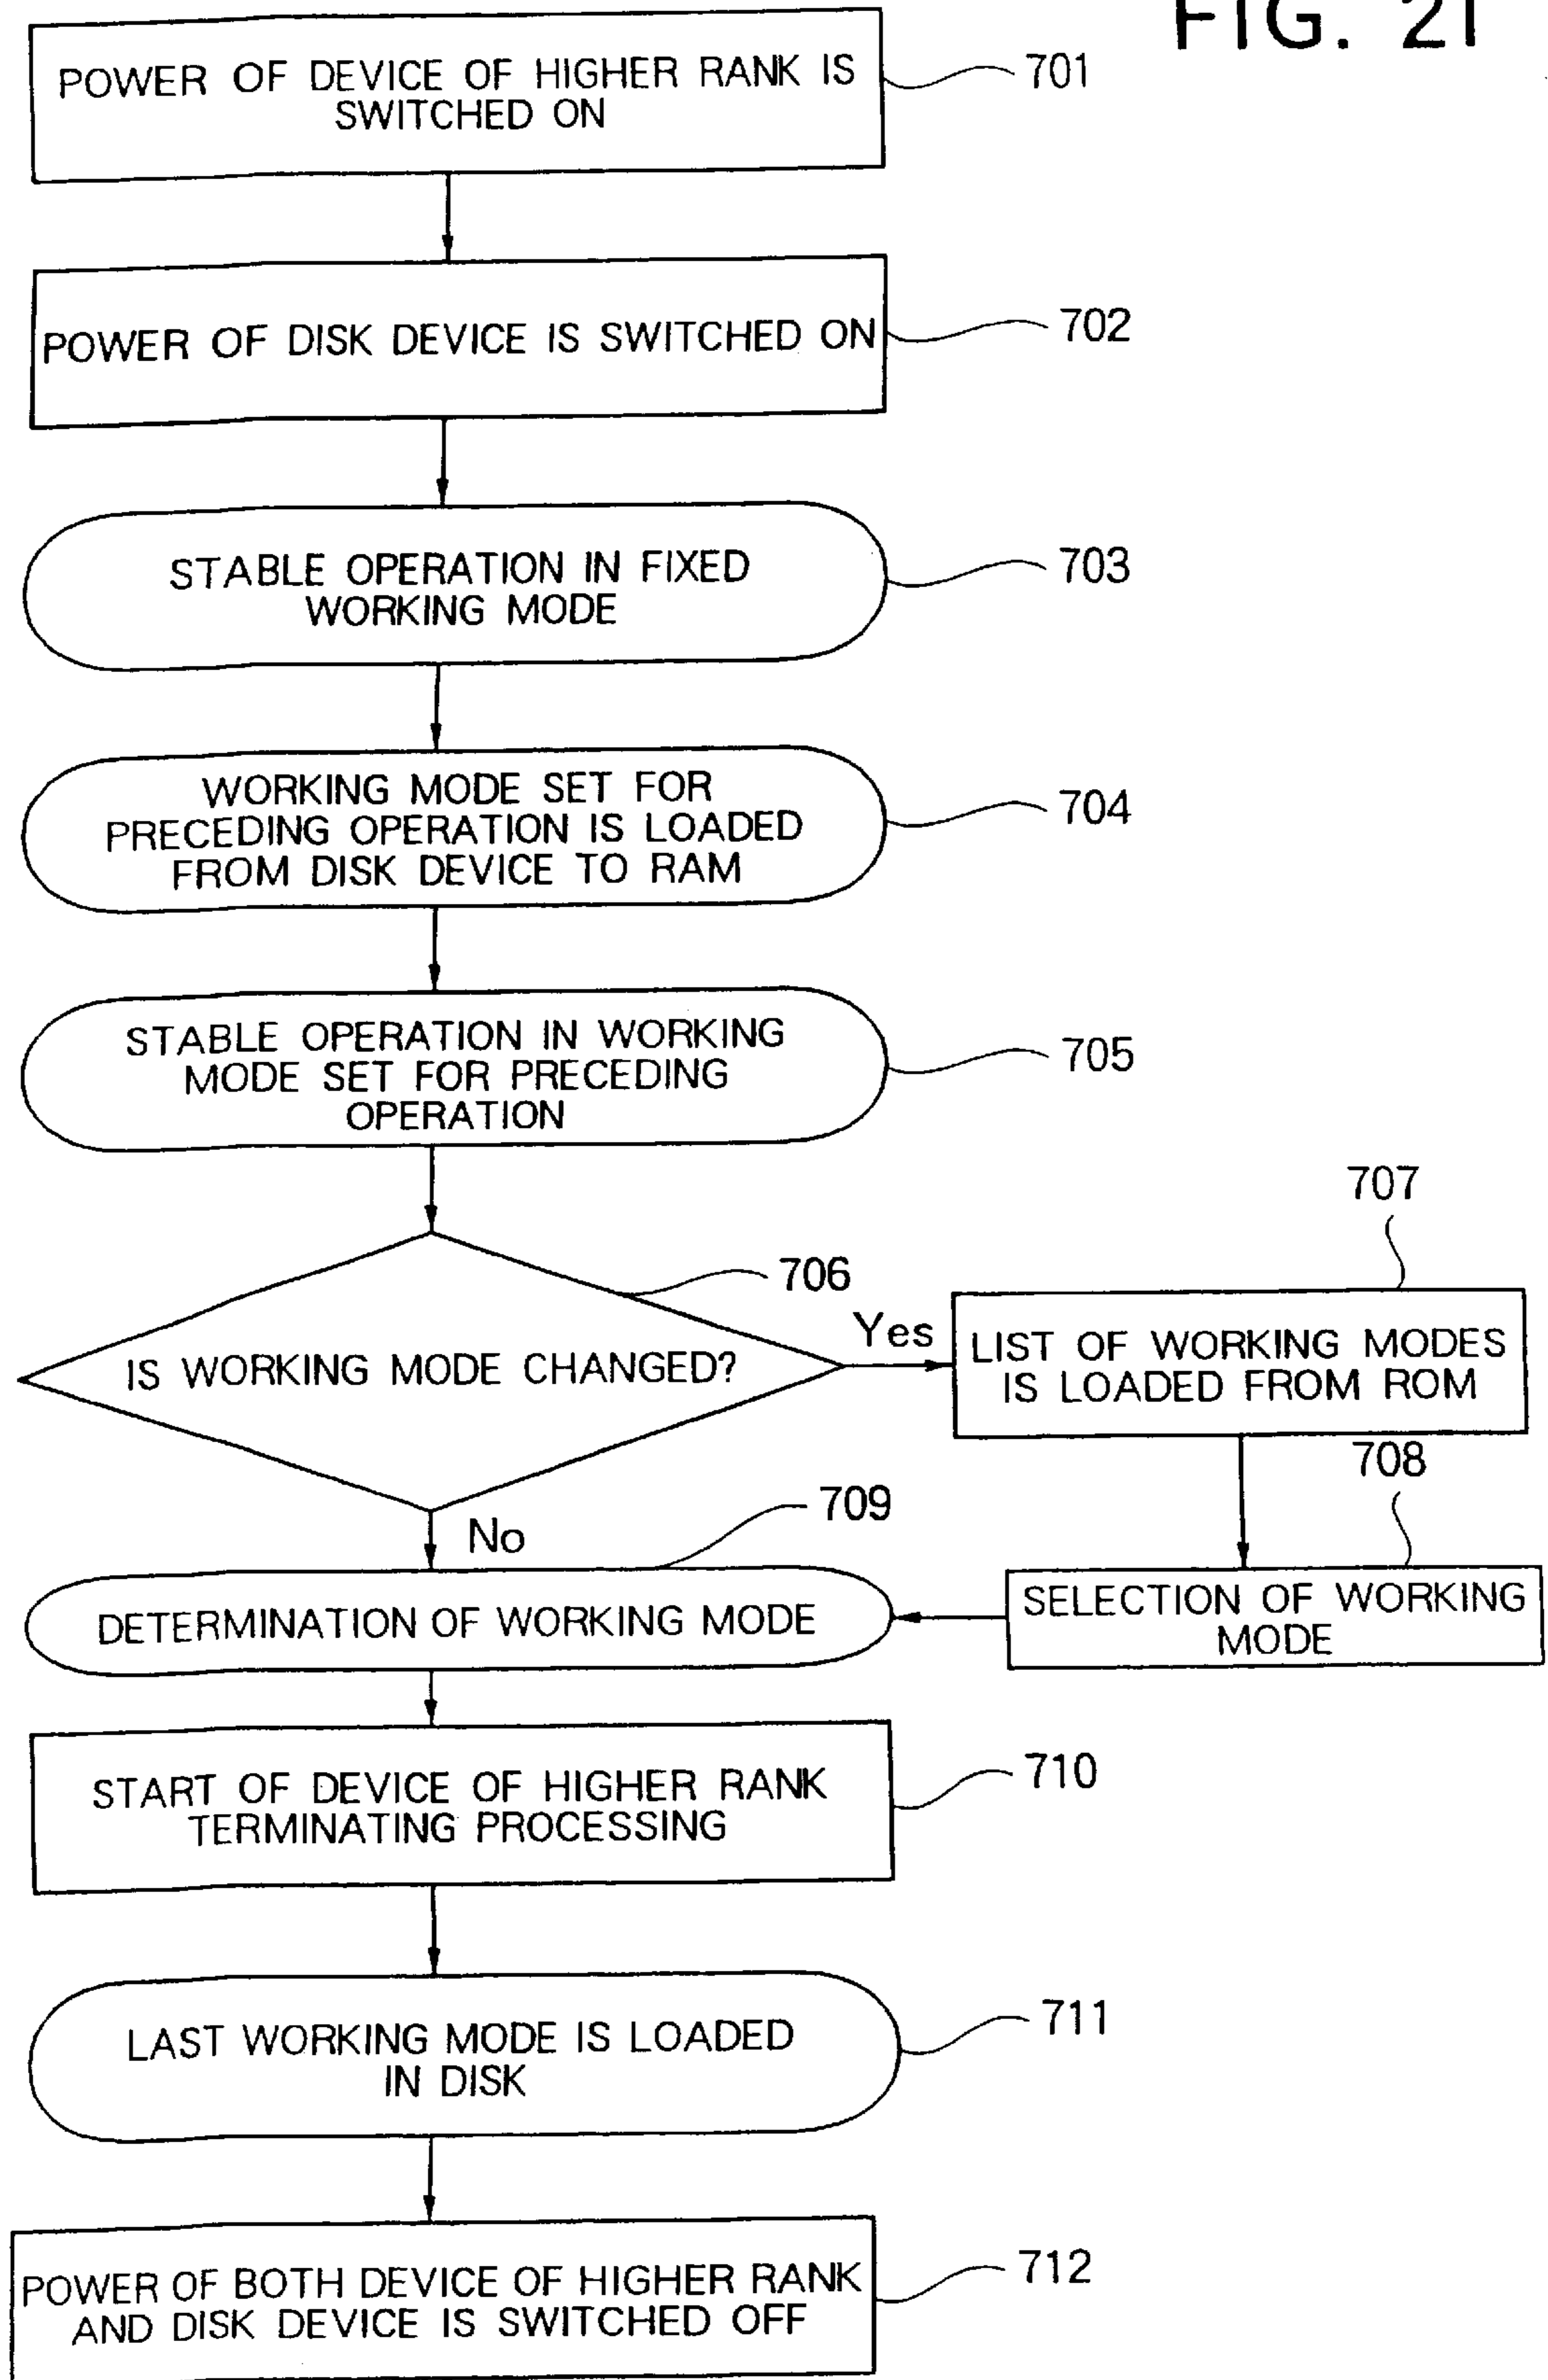 FIG. 21
POWER OF DEVICE OF HIGHER RANK IS
SWITCHED ON
701
POWER OF DISK DEVICE IS SWITCHED ON
702
STABLE OPERATION IN FIXED
WORKING MODE
703
WORKING MODE SET FOR
PRECEDING OPERATION IS LOADED
FROM DISK DEVICE TO RAM
704
STABLE OPERATION IN WORKING
MODE SET FOR PRECEDING
OPERATION
705
IS WORKING MODE CHANGED?
706
Yes
707
LIST OF WORKING MODES
IS LOADED FROM ROM
708
SELECTION OF WORKING
MODE
No
709
DETERMINATION OF WORKING MODE
START OF DEVICE OF HIGHER RANK
TERMINATING PROCESSING
710
LAST WORKING MODE IS LOADED
IN DISK
711
POWER OF BOTH DEVICE OF HIGHER RANK
AND DISK DEVICE IS SWITCHED OFF
712